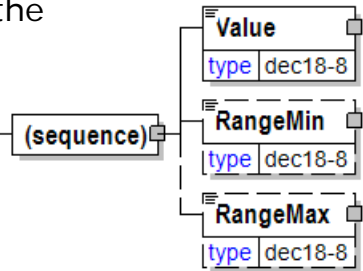 the
Value
type dec18-8
(sequence)
RangeMin
type dec18-8
RangeMax
type dec18-8